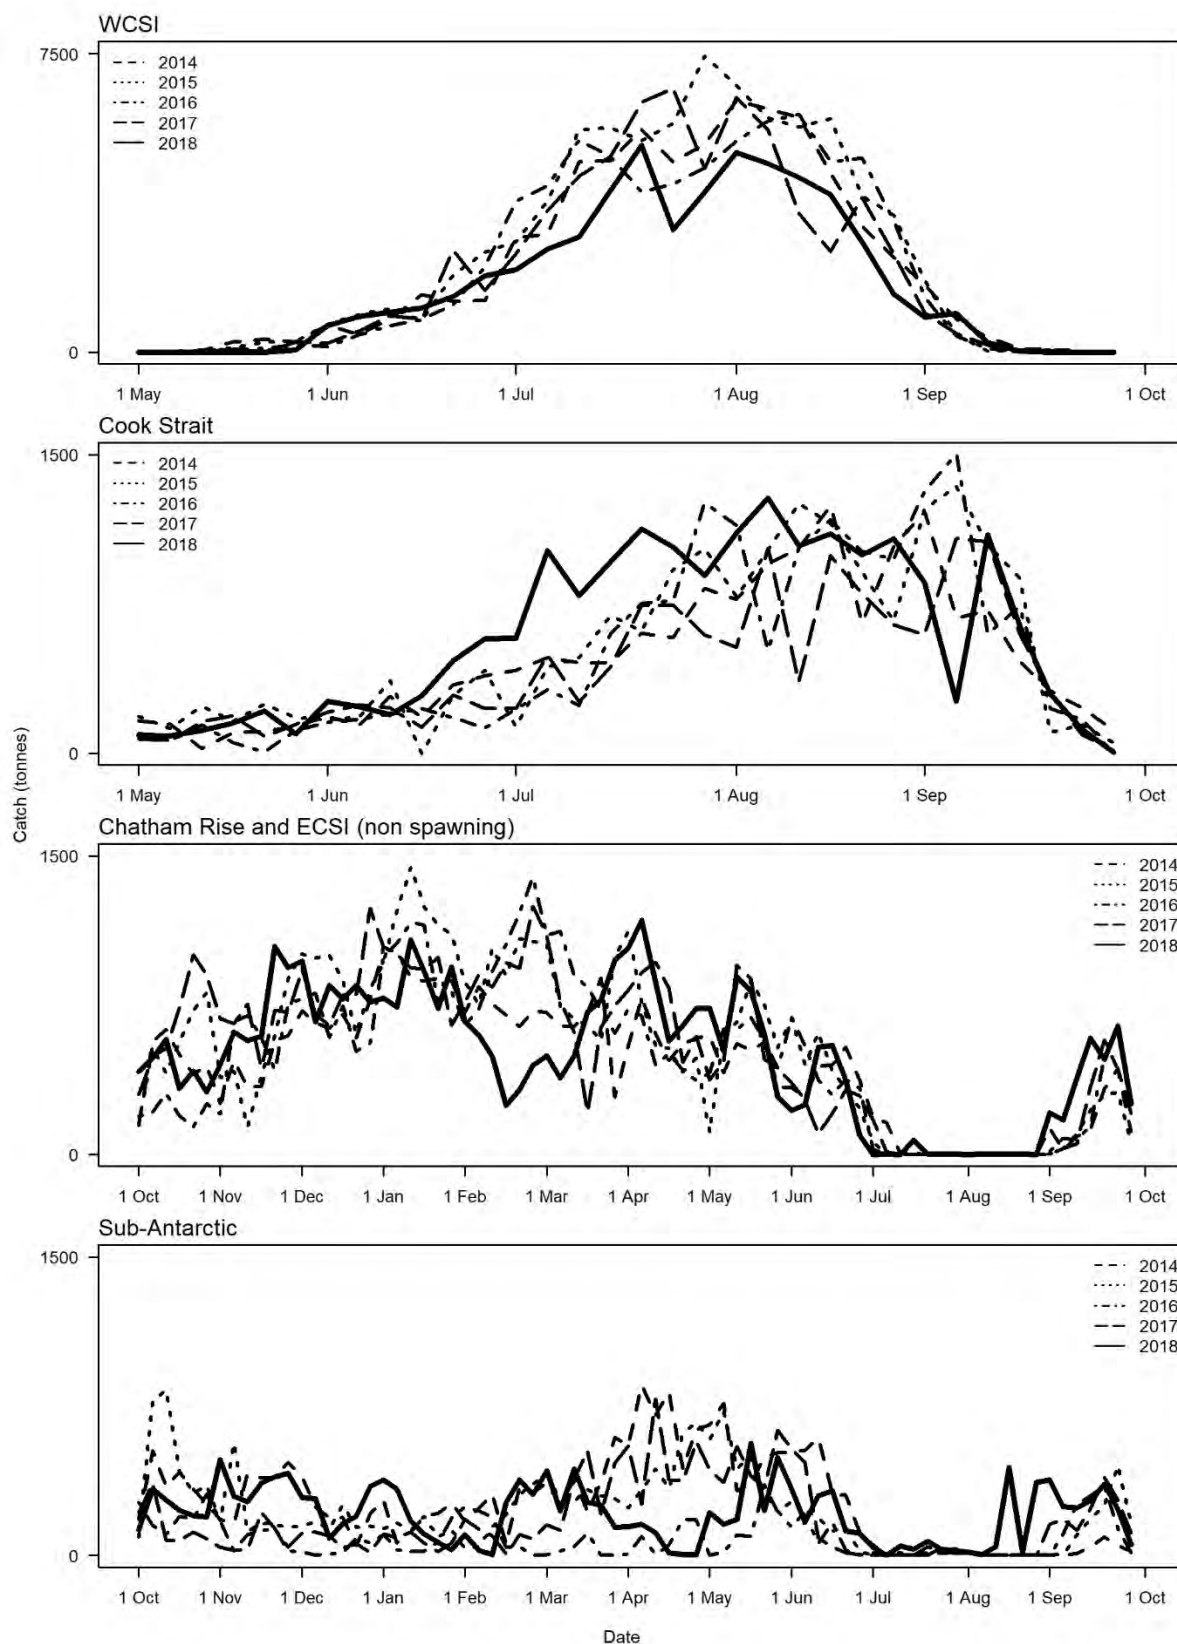 WCSI
7500
2014
2015
2016
2017
2018
0
1 May 1 Jun 1 Jul 1 Aug 1 Sep 1 Oct
Cook Strait
1500
2014
2015
2016
2017
2018
0
1 May 1 Jun 1 Jul 1 Aug 1 Sep 1 Oct
Catch (tonnes)
Chatham Rise and ECSI (non spawning)
1500
2014
2015
2016
2017
2018
0
1 Oct 1 Nov 1 Dec 1 Jan 1 Feb 1 Mar 1 Apr 1 May 1 Jun 1 Jul 1 Aug 1 Sep 1 Oct
Sub-Antarctic
1500
2014
2015
2016
2017
2018
0
1 Oct 1 Nov 1 Dec 1 Jan 1 Feb 1 Mar 1 Apr 1 May 1 Jun 1 Jul 1 Aug 1 Sep 1 Oct
Date